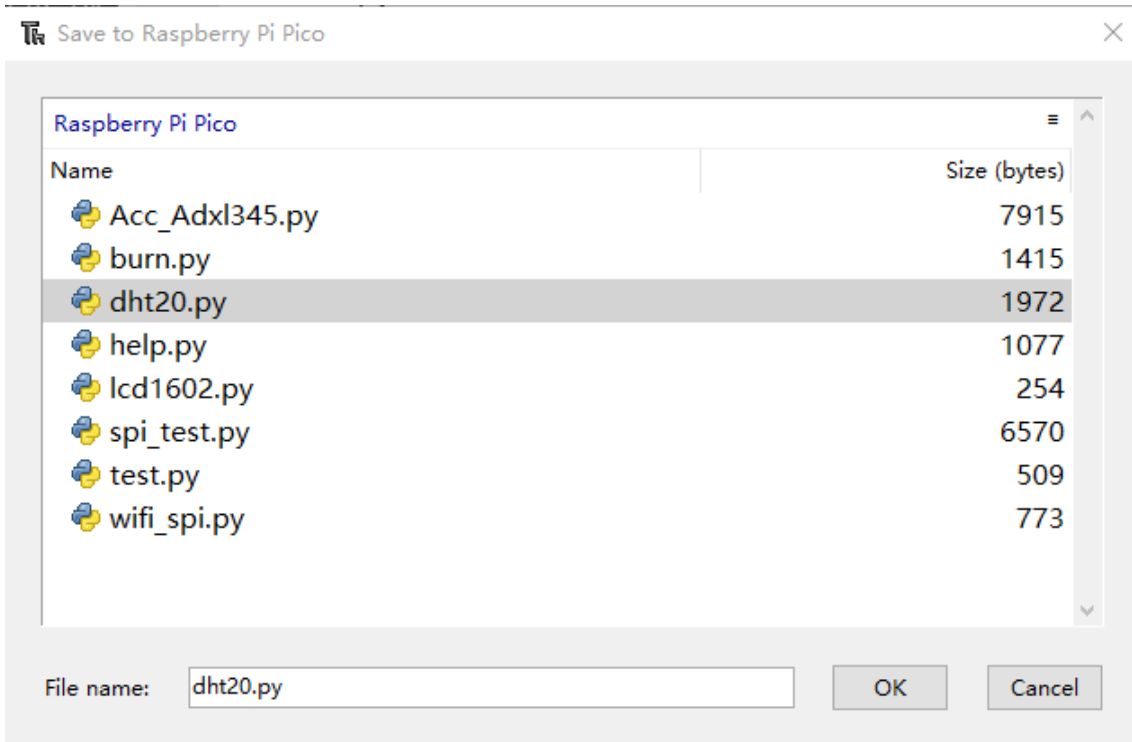 Save to Raspberry Pi Pico
Raspberry Pi Pico
Name Size (bytes)
Acc_Adxl345.py 7915
burn.py 1415
dht20.py 1972
help.py 1077
lcd1602.py 254
spi_test.py 6570
test.py 509
wifi_spi.py 773
File name: dht20.py OK Cancel